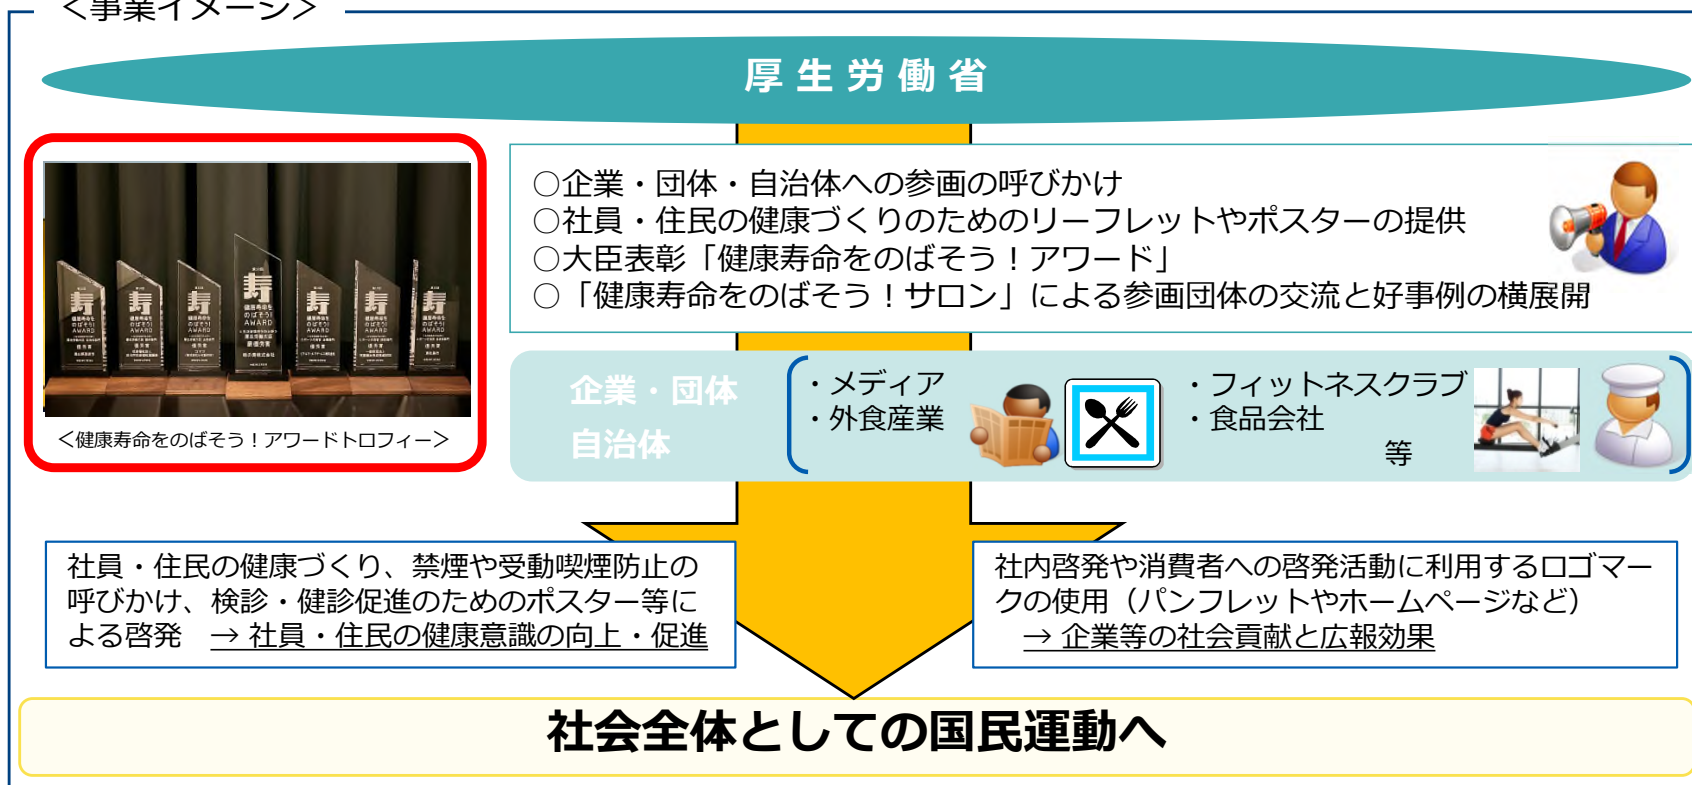 <事業イメージ>
厚生労働省
○企業・団体・自治体への参画の呼びかけ
○社員・住民の健康づくりのためのリーフレットやポスターの提供
○大臣表彰「健康寿命をのばそう！アワード」
○「健康寿命をのばそう！サロン」による参画団体の交流と好事例の横展開
寿
健康寿命を
のばそう!
AWARD
<健康寿命をのばそう！アワードトロフィー>
企業・団体
自治体
・メディア
・外食産業
・フィットネスクラブ
・食品会社
等
社員・住民の健康づくり、禁煙や受動喫煙防止の
呼びかけ、検診・健診促進のためのポスター等に
よる啓発　→ 社員・住民の健康意識の向上・促進
社内啓発や消費者への啓発活動に利用するロゴマー
クの使用（パンフレットやホームページなど）
→ 企業等の社会貢献と広報効果
社会全体としての国民運動へ